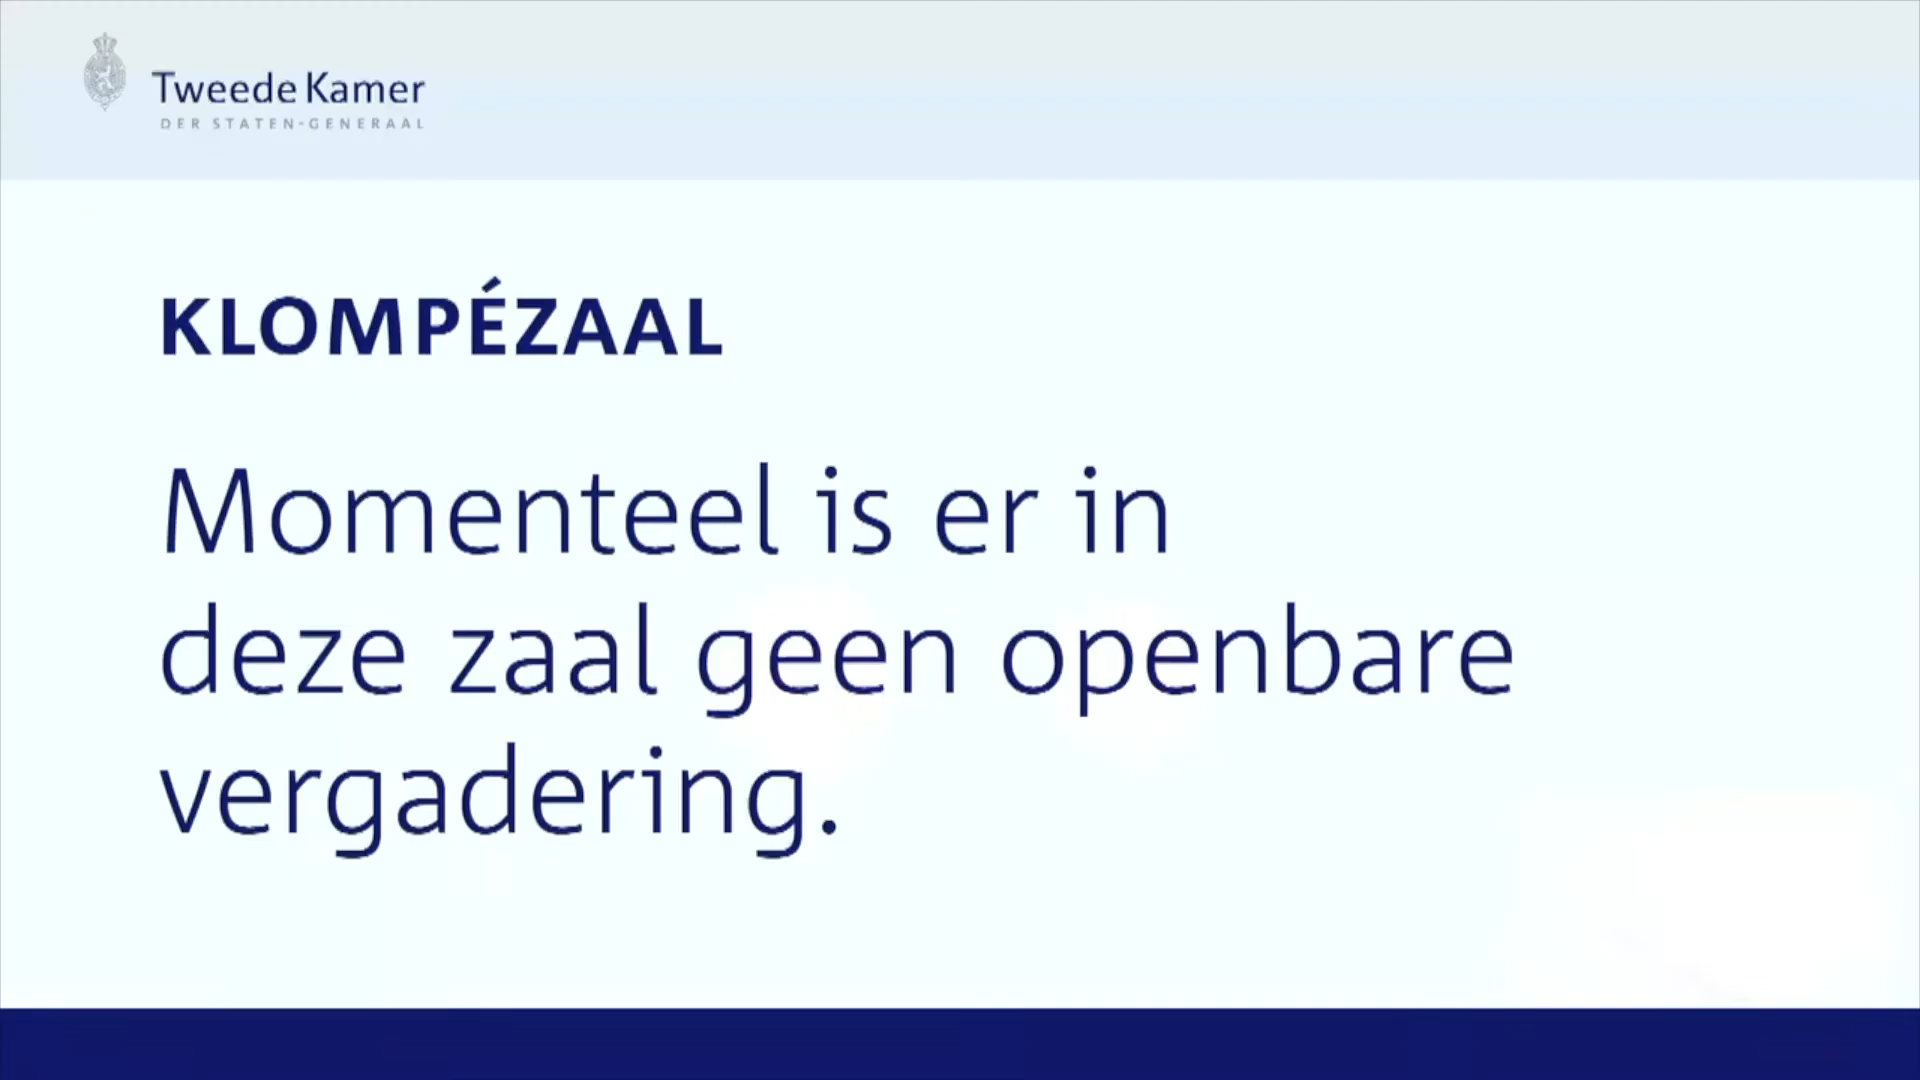 Tweede Kamer
DER STATEN-GENERAAL
KLOMPÉZAAL
Momenteel is er in
deze zaal geen openbare
vergadering.